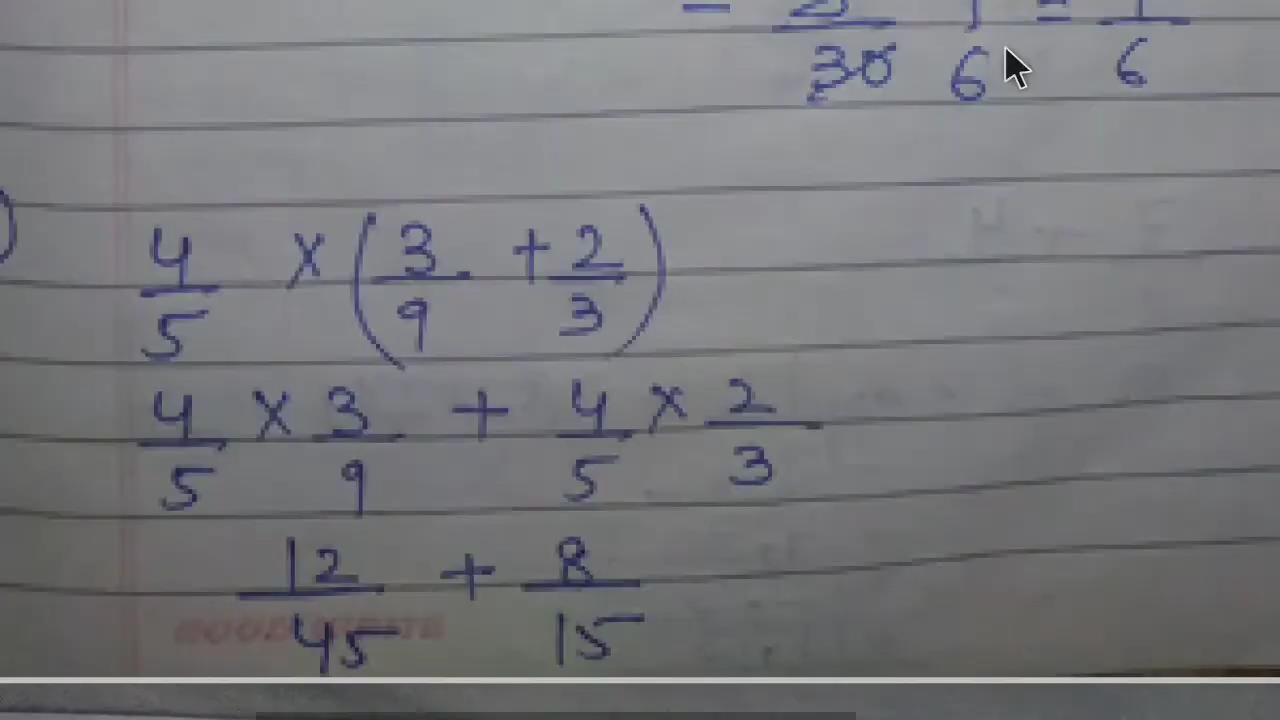 30 6 = 6
)
4/5 × (3/9 + 2/3)
4/5 × 3/9 + 4/5 × 2/3
12/45 + 8/15